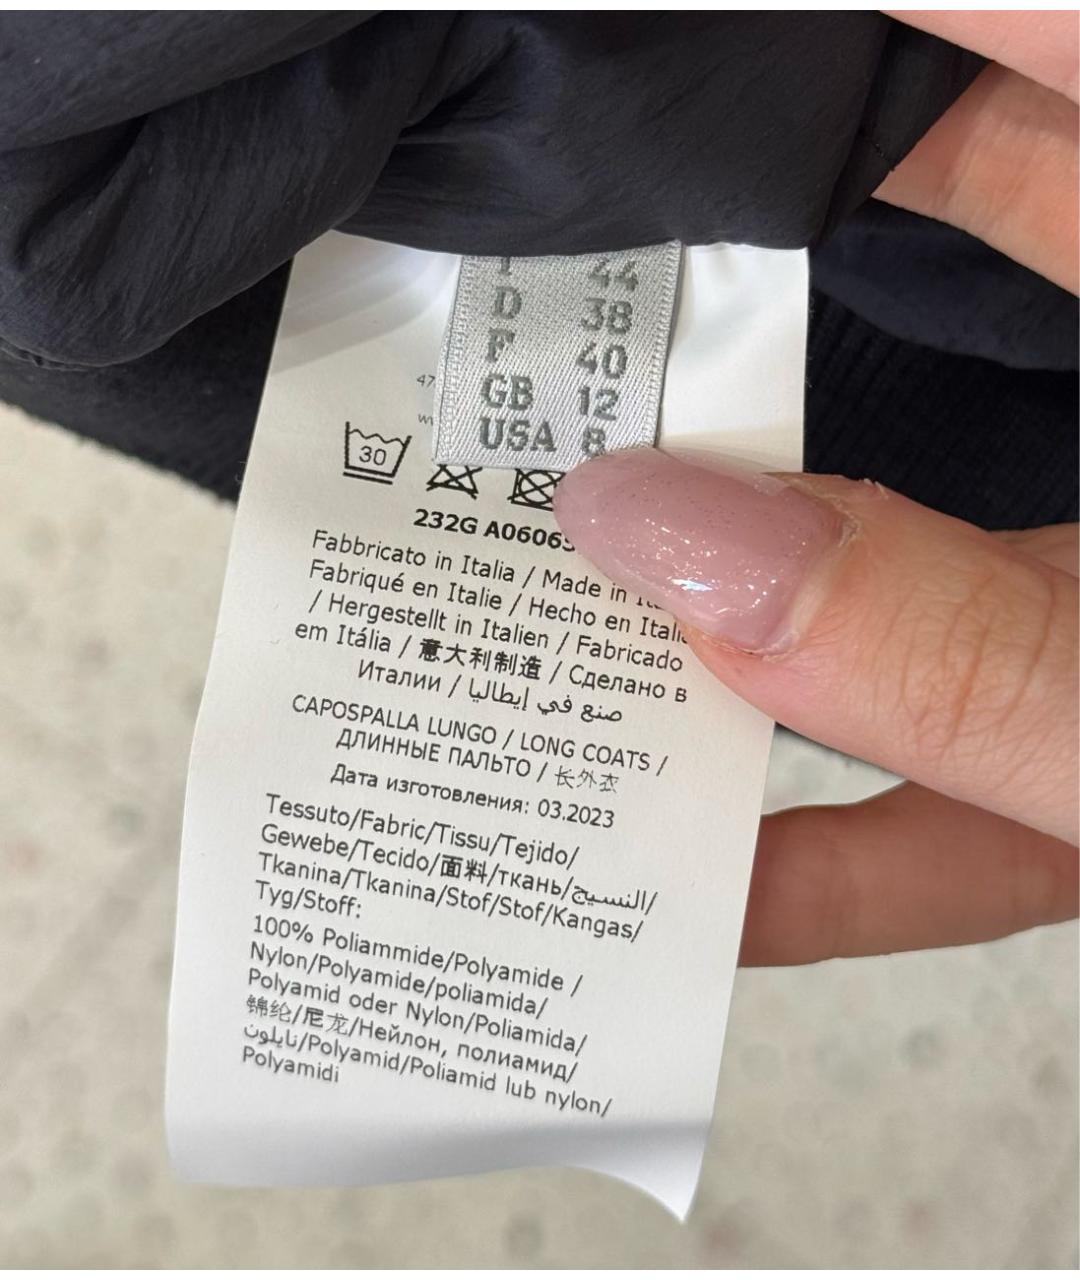 44
D 38
F 40
GB 12
USA 8
47
30
232G A0606
Fabbricato in Italia / Made in
Fabriqué en Italie / Hecho en Itali
/ Hergestellt in Italien / Fabricado
em Itália / 意大利制造 / Сделано в
Италии / صنع في إيطاليا
CAPOSPALLA LUNGO / LONG COATS /
ДЛИННЫЕ ПАЛЬТО / 长外衣
Дата изготовления: 03.2023
Tessuto/Fabric/Tissu/Tejido/
Gewebe/Tecido/面料/ткань/النسيج/
Tkanina/Tkanina/Stof/Stof/Kangas/
Tyg/Stoff:
100% Poliammide/Polyamide /
Nylon/Polyamide/poliamida/
Polyamid oder Nylon/Poliamida/
锦纶/尼龙/Нейлон, полиамид/
نايلون/Polyamid/Poliamid lub nylon/
Polyamidi